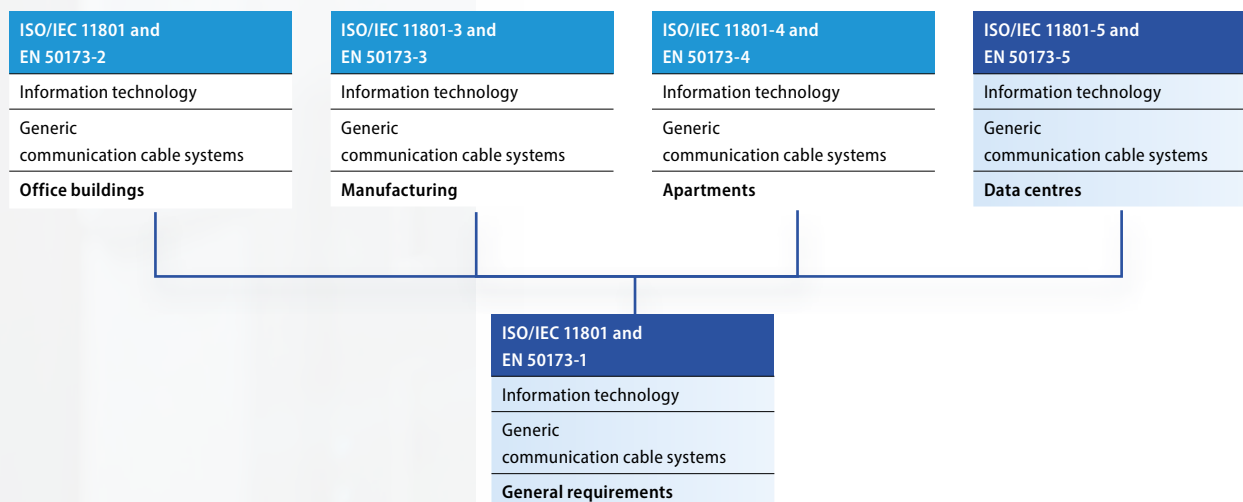 ISO/IEC 11801 and
EN 50173-2
Information technology
Generic
communication cable systems
Office buildings
ISO/IEC 11801-3 and
EN 50173-3
Information technology
Generic
communication cable systems
Manufacturing
ISO/IEC 11801-4 and
EN 50173-4
Information technology
Generic
communication cable systems
Apartments
ISO/IEC 11801-5 and
EN 50173-5
Information technology
Generic
communication cable systems
Data centres
ISO/IEC 11801 and
EN 50173-1
Information technology
Generic
communication cable systems
General requirements